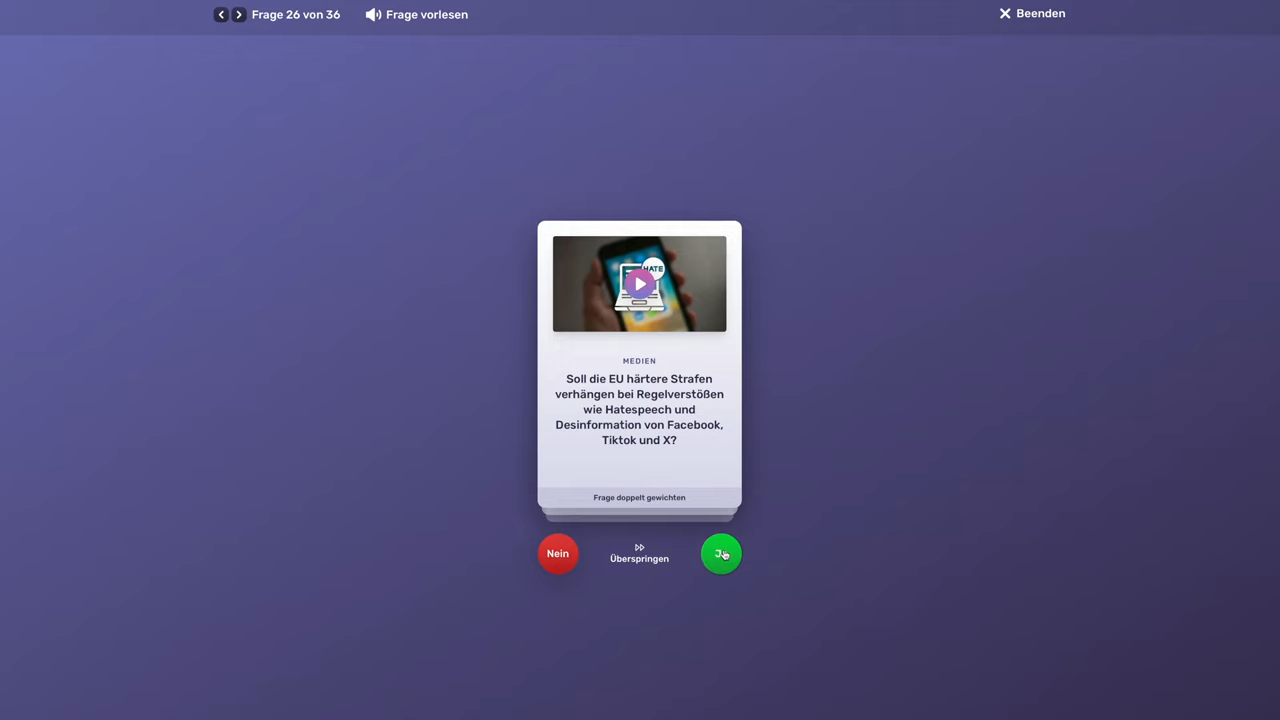 Frage 26 von 36
Frage vorlesen
Beenden
HATE
MEDIEN
Soll die EU härtere Strafen
verhängen bei Regelverstößen
wie Hatespeech und
Desinformation von Facebook,
Tiktok und X?
Frage doppelt gewichten
Nein
Überspringen